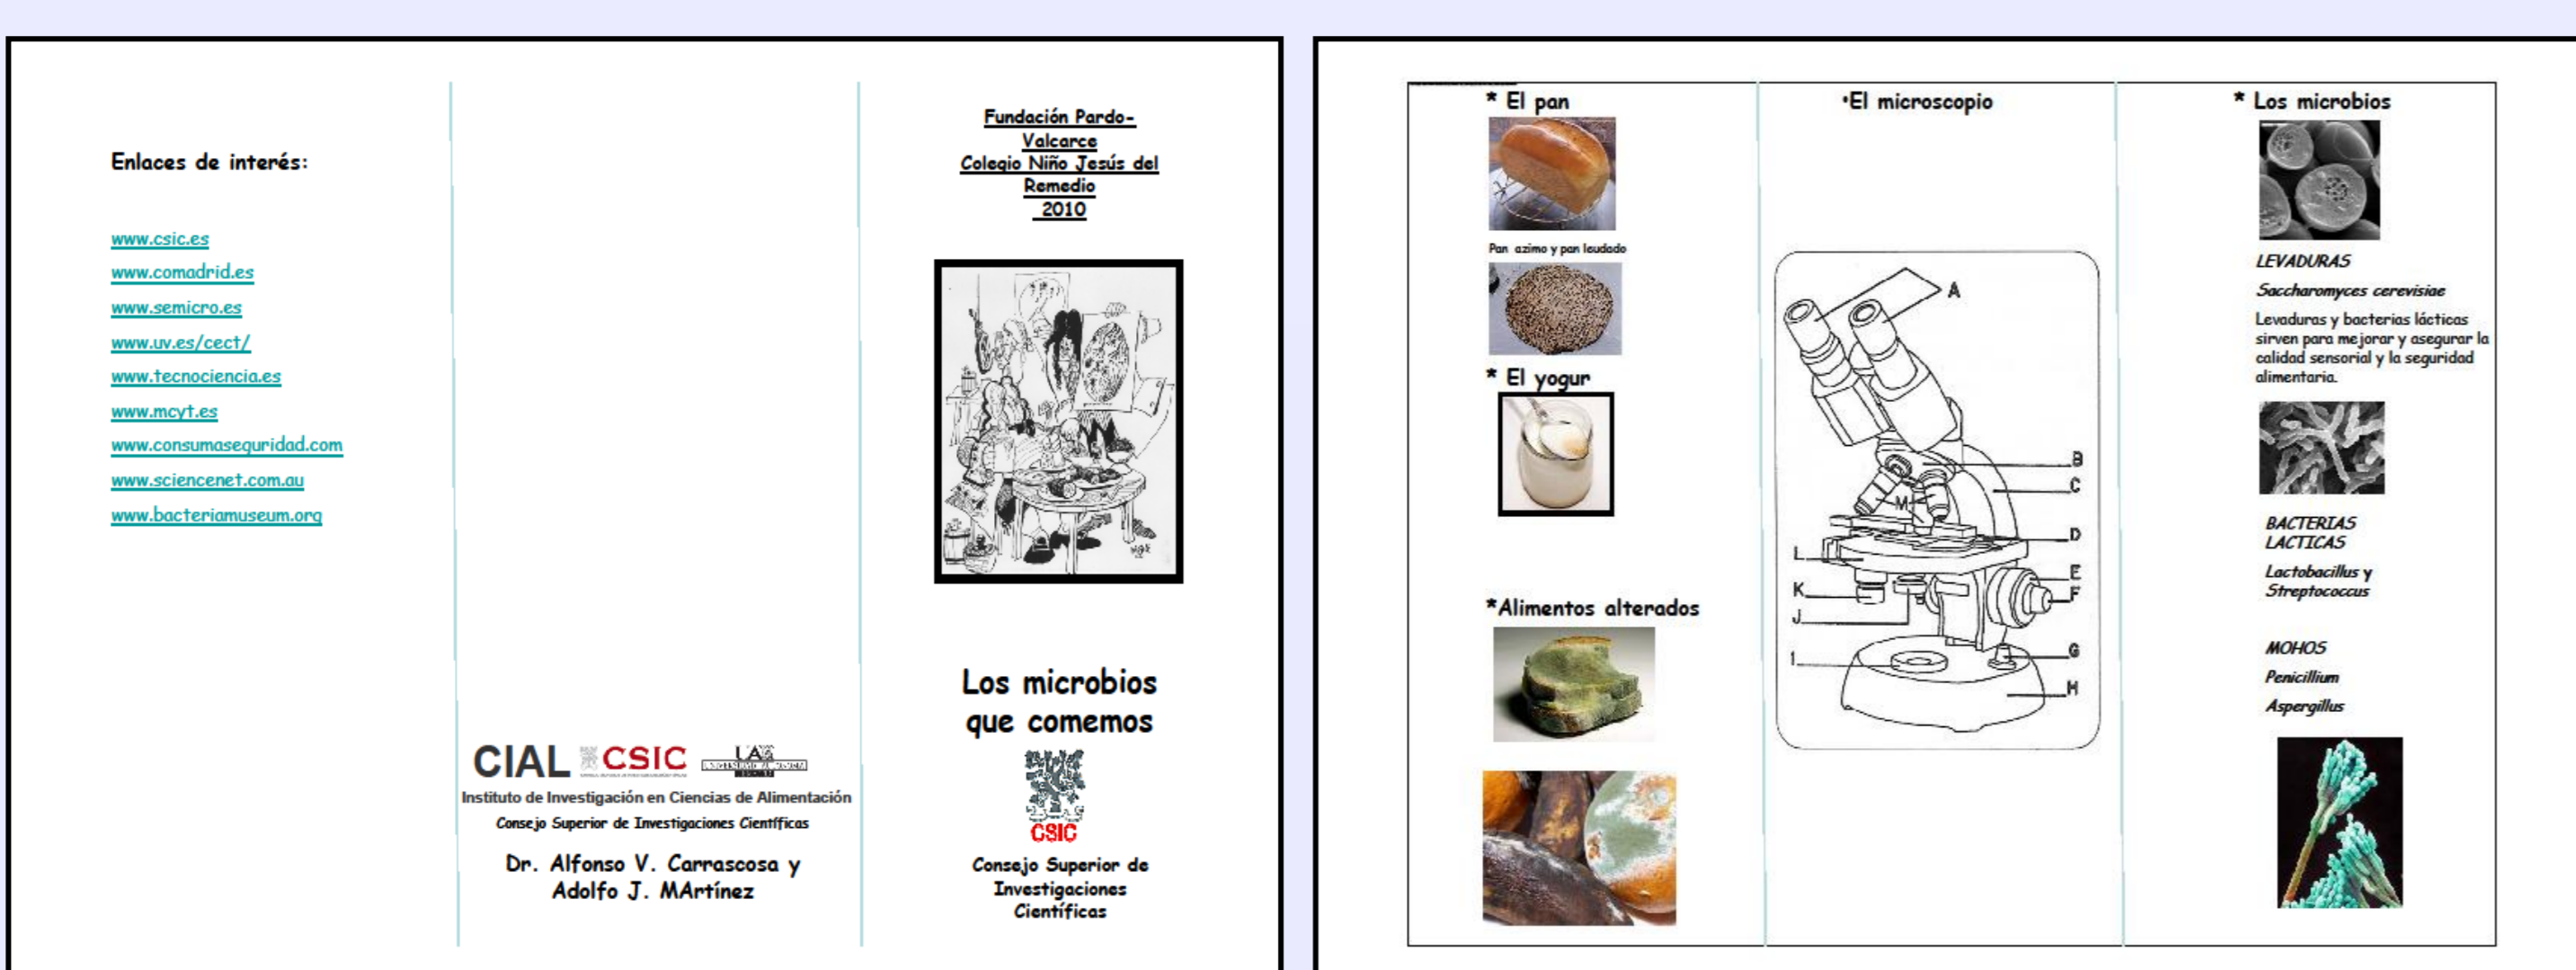 Enlaces de interés:
www.csic.es
www.comadrid.es
www.semicro.es
www.uv.es/cect/
www.tecnociencia.es
www.mcyt.es
www.consumaseguridad.com
www.sciencenet.com.au
www.bacteriamuseum.org
CIAL CSIC
Instituto de Investigación en Ciencias de Alimentación
Consejo Superior de Investigaciones Científicas
Dr. Alfonso V. Carrascosa y
Adolfo J. MArtínez
Fundación Pardo-
Valcarce
Colegio Niño Jesús del
Remedio
2010
Los microbios
que comemos
CSIC
Consejo Superior de
Investigaciones
Científicas
* El pan
Pan azimo y pan leudado
* El yogur
*Alimentos alterados
•El microscopio
A
B
C
M
D
L
E
K
F
J
G
I
H
* Los microbios
LEVADURAS
Saccharomyces cerevisiae
Levaduras y bacterias lácticas
sirven para mejorar y asegurar la
calidad sensorial y la seguridad
alimentaria.
BACTERIAS
LACTICAS
Lactobacillus y
Streptococcus
MOHOS
Penicillium
Aspergillus